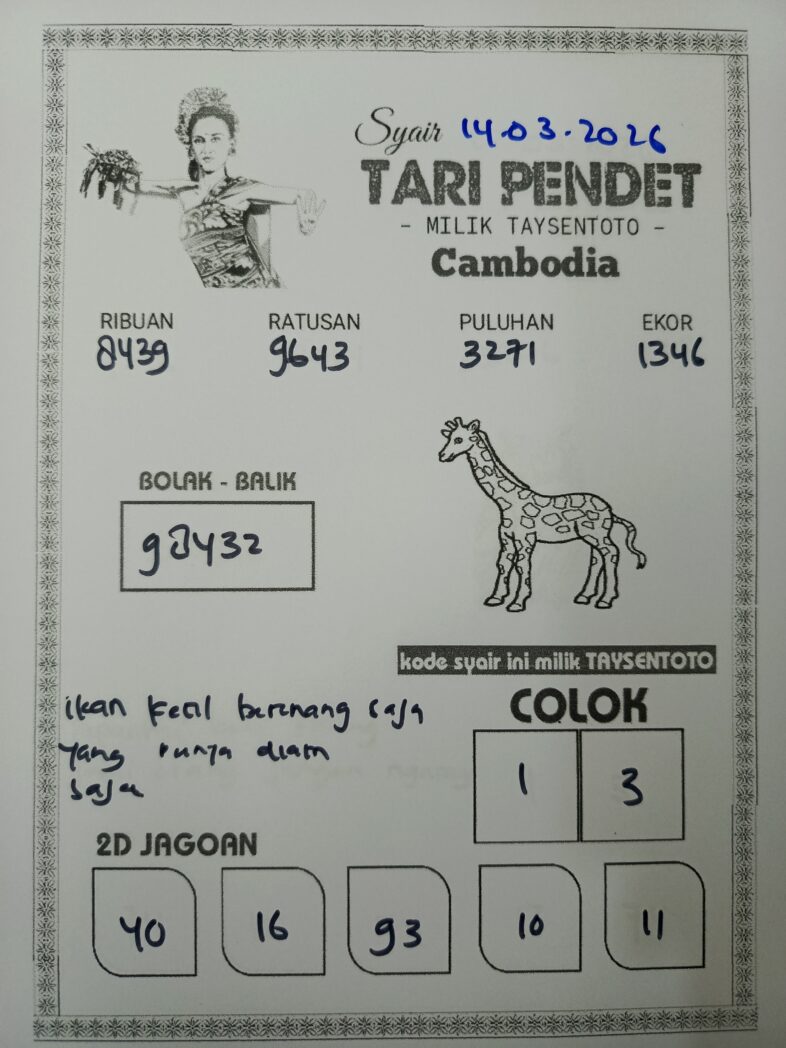 Syair 14.03.2026
TARI PENDET
- MILIK TAYSENTOTO -
Cambodia
RIBUAN RATUSAN PULUHAN EKOR
8439 9643 3271 1346
BOLAK - BALIK
98432
kode syair ini milik TAYSENTOTO
ikan kecil berenang saja
yang punya diam
saja
COLOK
1 3
2D JAGOAN
40 16 93 10 11